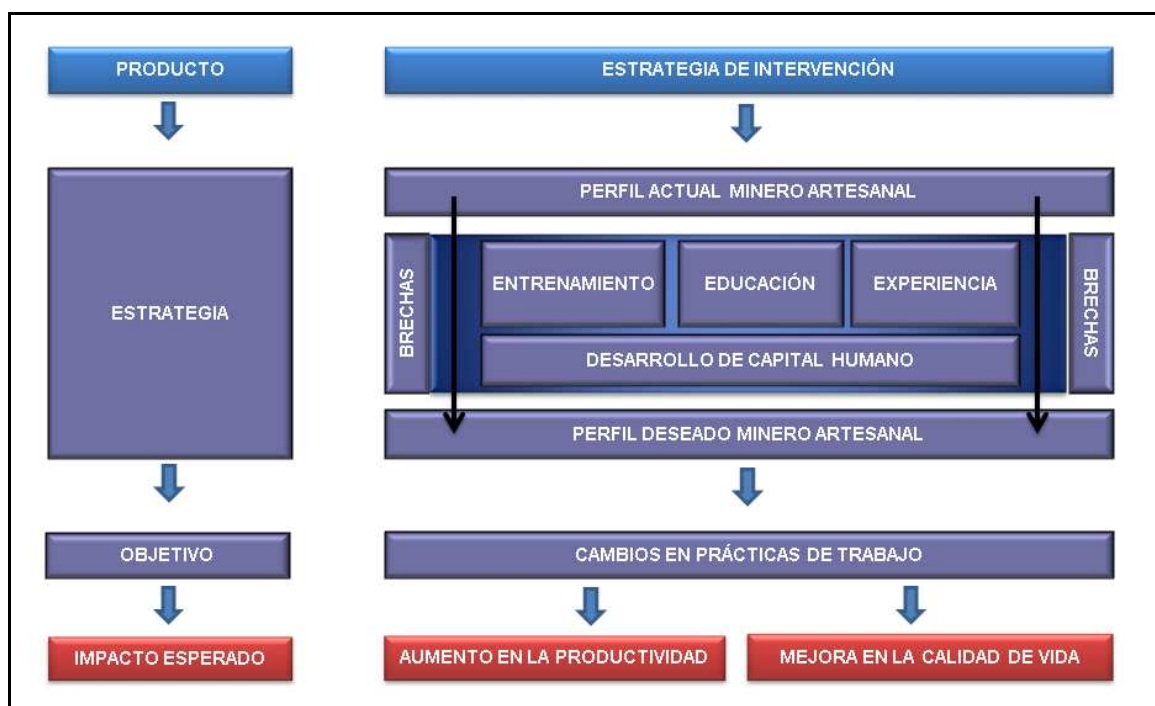 PRODUCTO
ESTRATEGIA DE INTERVENCIÓN
PERFIL ACTUAL MINERO ARTESANAL
ESTRATEGIA
BRECHAS
ENTRENAMIENTO
EDUCACIÓN
EXPERIENCIA
BRECHAS
DESARROLLO DE CAPITAL HUMANO
PERFIL DESEADO MINERO ARTESANAL
OBJETIVO
CAMBIOS EN PRÁCTICAS DE TRABAJO
IMPACTO ESPERADO
AUMENTO EN LA PRODUCTIVIDAD
MEJORA EN LA CALIDAD DE VIDA